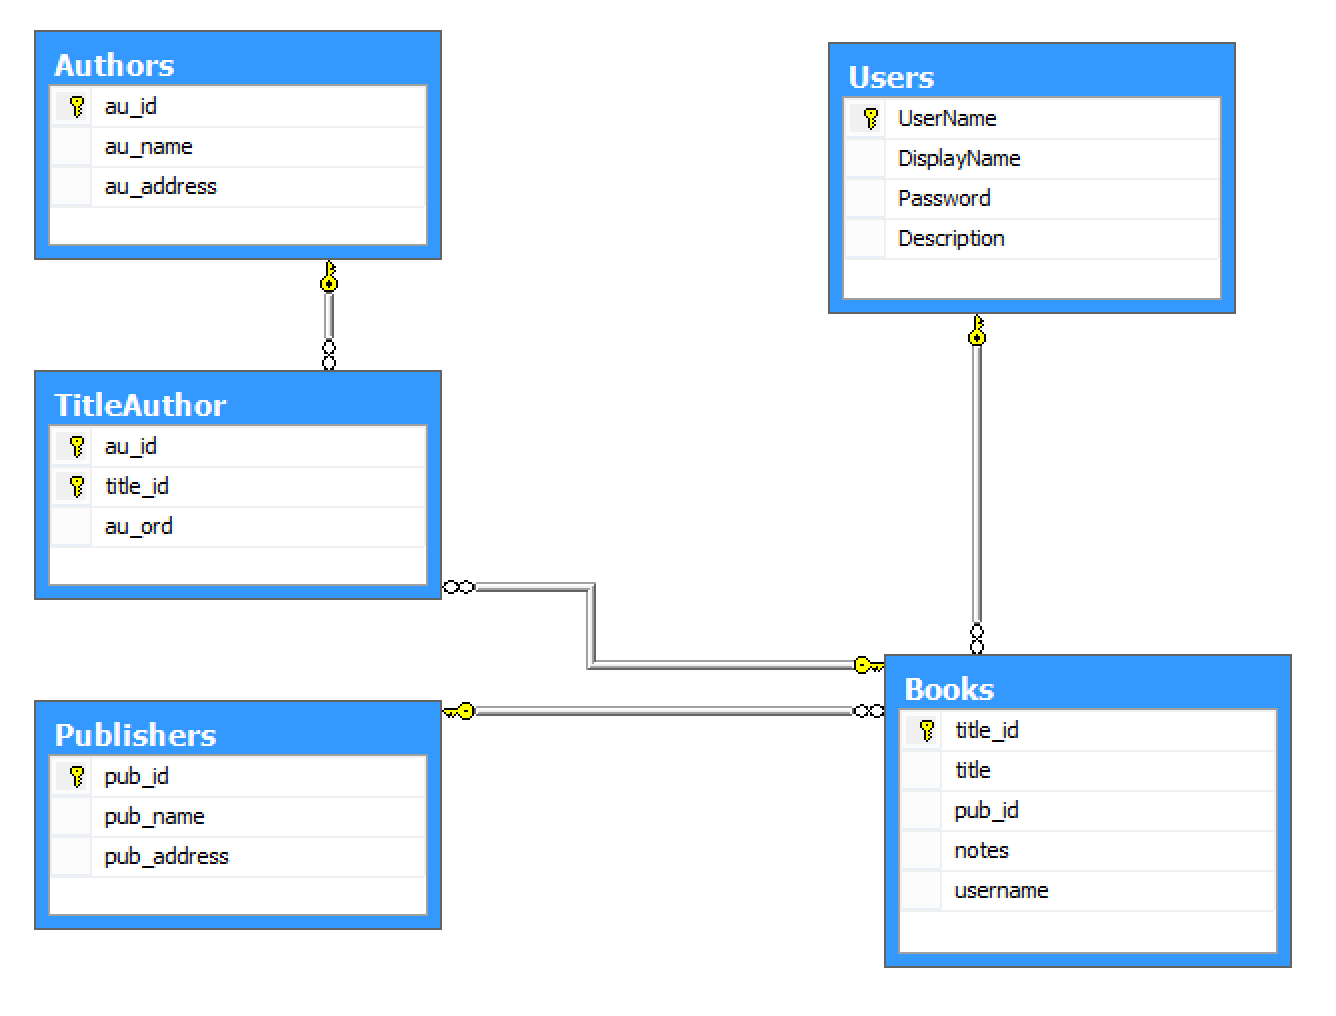 Authors
au_id
au_name
au_address
Users
UserName
DisplayName
Password
Description
TitleAuthor
au_id
title_id
au_ord
Publishers
pub_id
pub_name
pub_address
Books
title_id
title
pub_id
notes
username